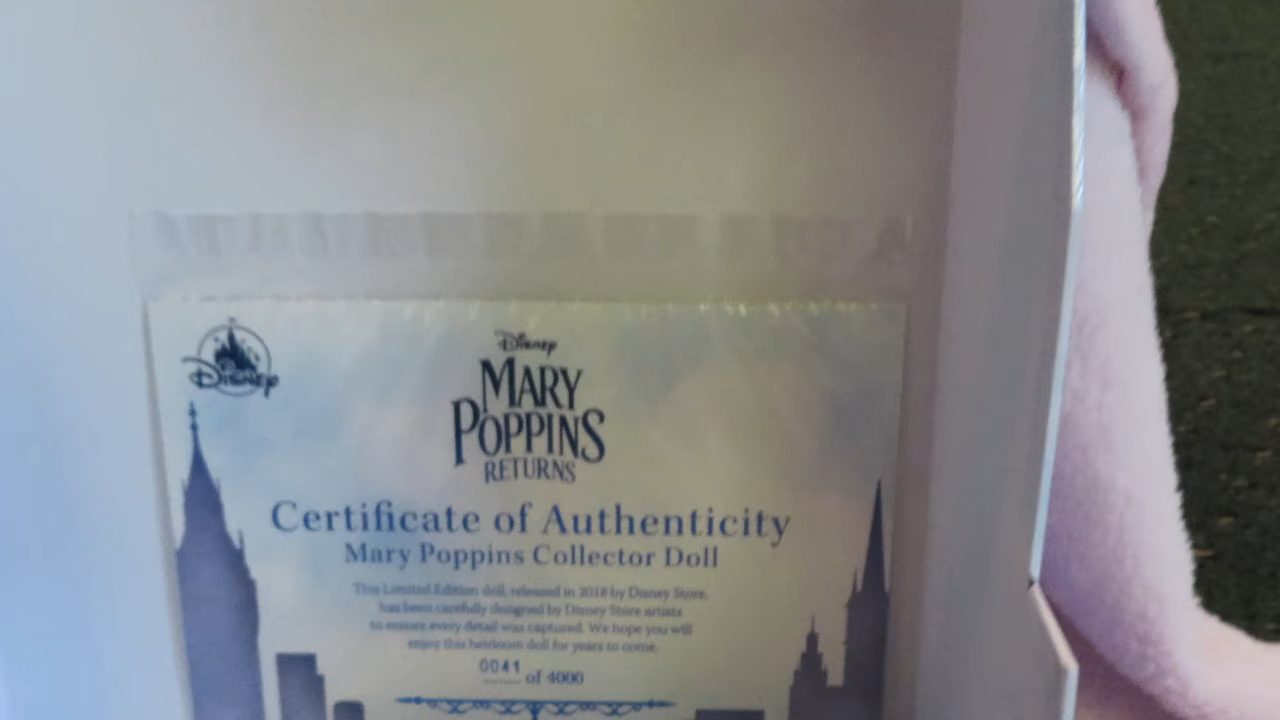 Disney
Disney
MARY
POPPINS
RETURNS
Certificate of Authenticity
Mary Poppins Collector Doll
This Limited Edition doll, released in 2018 by Disney Store,
has been carefully designed by Disney Store artists
to ensure every detail was captured. We hope you will
enjoy this heirloom doll for years to come.
0041 of 4000